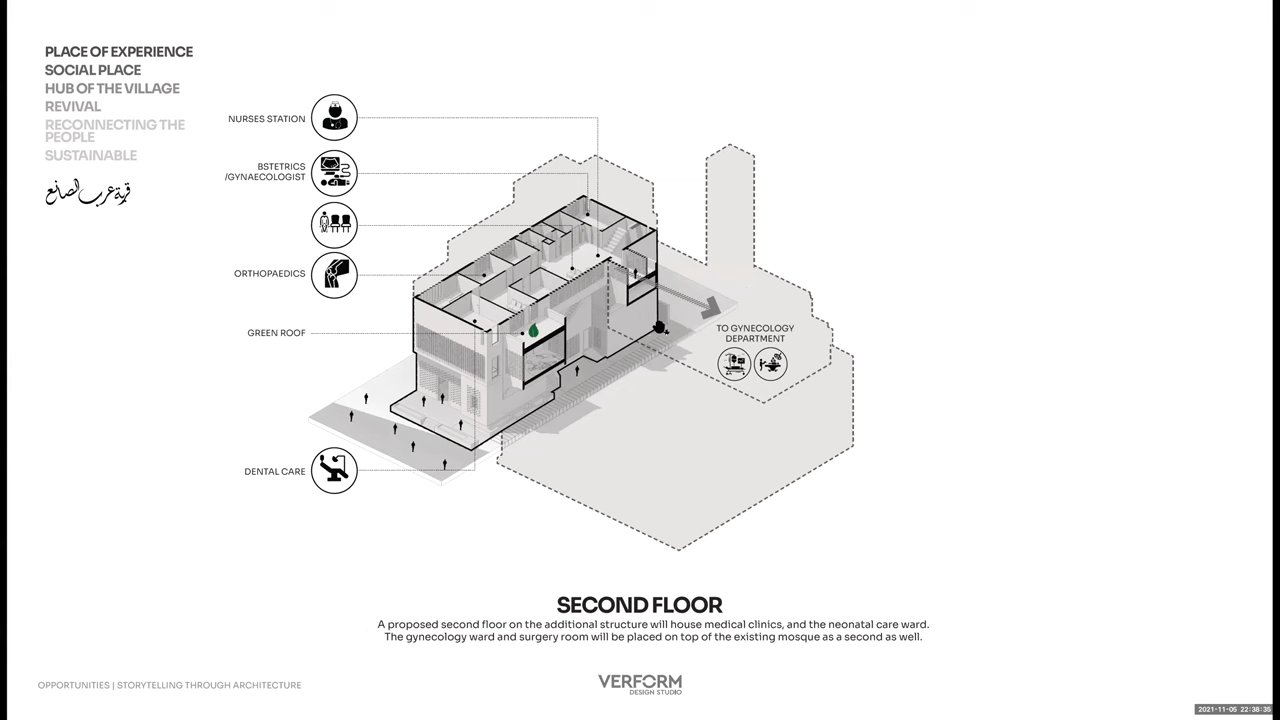 PLACE OF EXPERIENCE
SOCIAL PLACE
HUB OF THE VILLAGE
REVIVAL
RECONNECTING THE
PEOPLE
SUSTAINABLE
قرية عرب الصانع
NURSES STATION
BSTETRICS
/GYNAECOLOGIST
ORTHOPAEDICS
GREEN ROOF
DENTAL CARE
TO GYNECOLOGY
DEPARTMENT
SECOND FLOOR
A proposed second floor on the additional structure will house medical clinics, and the neonatal care ward.
The gynecology ward and surgery room will be placed on top of the existing mosque as a second as well.
OPPORTUNITIES | STORYTELLING THROUGH ARCHITECTURE
VERFORM
DESIGN STUDIO
2021-11-05 22:38:35